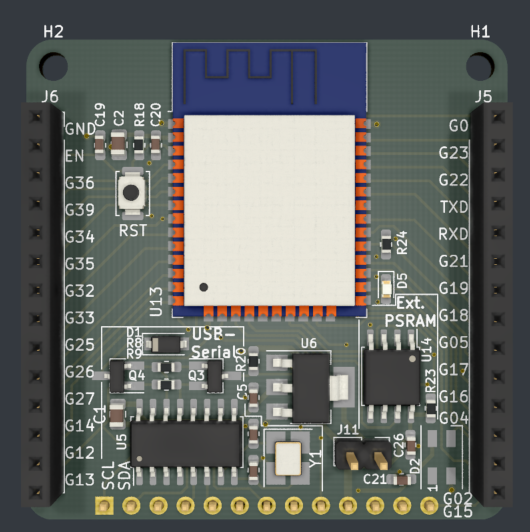 H2
H1
J6
J5
C19
C2
R18
C20
GND
EN
G36
G39
G34
G35
G32
G33
G25
G26
G27
G14
G12
G13
RST
U13
R24
D5
Ext.
PSRAM
U14
G0
G23
G22
TXD
RXD
G21
G19
G18
G05
G17
G16
G04
G02
G15
D1
R8
R9
USB-
Serial
Q4
Q3
R20
C5
U6
R23
C1
U5
Y1
J11
C26
C21
D2
1
SCL
SDA